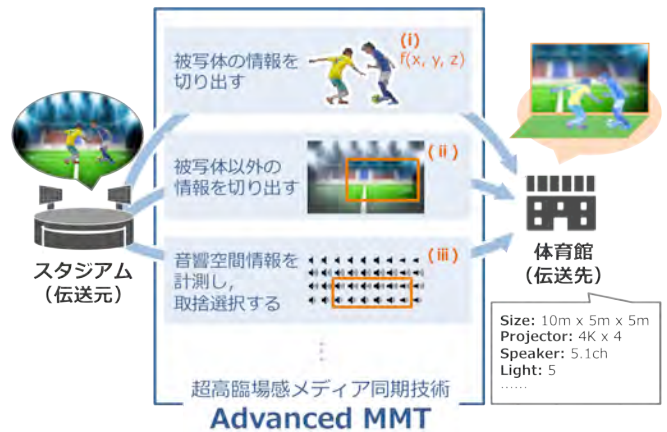 被写体の情報を
切り出す
(i)
f(x, y, z)
被写体以外の
情報を切り出す
(ii)
音響空間情報を
計測し,
取捨選択する
(iii)
スタジアム
(伝送元)
体育館
(伝送先)
Size: 10m x 5m x 5m
Projector: 4K x 4
Speaker: 5.1ch
Light: 5
......
超高臨場感メディア同期技術
Advanced MMT